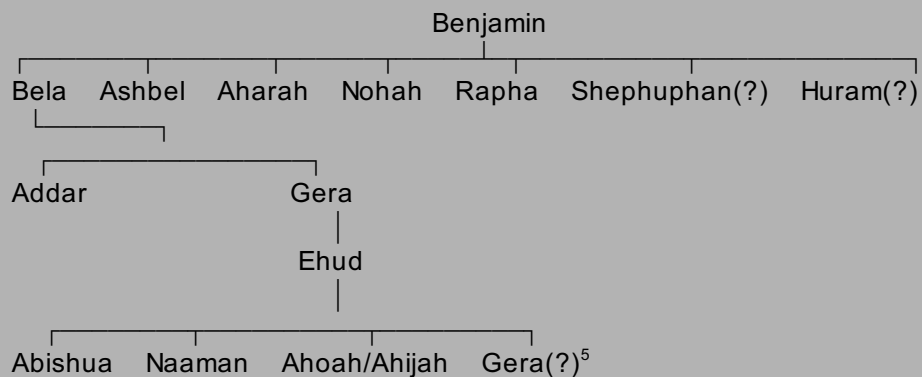 Benjamin
Bela Ashbel Aharah Nohah Rapha Shephuphan(?) Huram(?)
Addar Gera
Ehud
Abishua Naaman Ahoah/Ahijah Gera(?)⁵